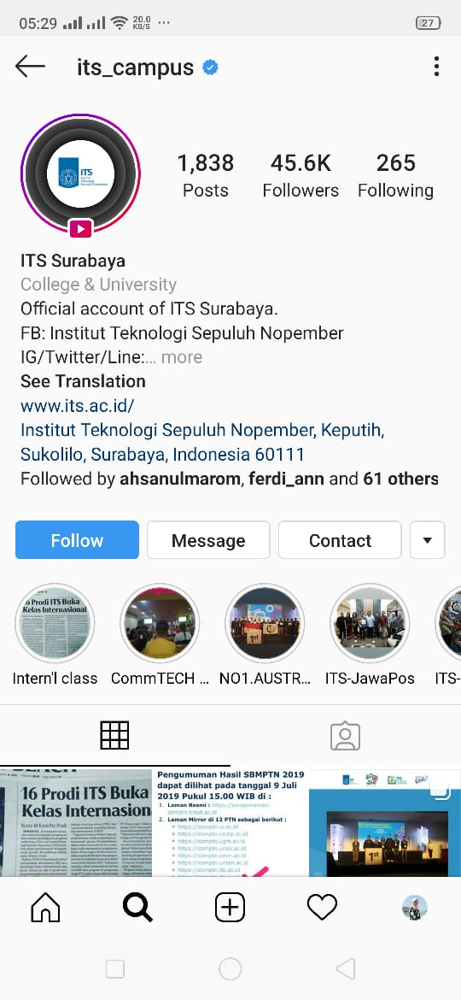 05:29
20.0
KB/S
27
its_campus
ITS
1,838
45.6K
265
Posts
Followers
Following
ITS Surabaya
College & University
Official account of ITS Surabaya.
FB: Institut Teknologi Sepuluh Nopember
IG/Twitter/Line:... more
See Translation
www.its.ac.id/
Institut Teknologi Sepuluh Nopember, Keputih,
Sukolilo, Surabaya, Indonesia 60111
Followed by ahsanulmarom, ferdi_ann and 61 others
Follow
Message
Contact
6 Prodi ITS Buka
Kelas Internasional
1st
Intern'l class
CommTECH ...
NO1.AUSTR...
ITS-JawaPos
ITS-
16 Prodi ITS Buka
Kelas Internasion
Kuota 40 Kursi Per Prodi
Pengumuman Hasil SBMPTN 2019
dapat dilihat pada tanggal 9 Juli
2019 Pukul 15.00 WIB di :
1. Laman Resmi : https://pengumuman-
sbmptn.ltmpt.ac.id
2. Laman Mirror di 12 PTN sebagai berikut :
https://sbmptn.ui.ac.id
https://sbmptn.undip.ac.id
https://sbmptn.ugm.ac.id
https://sbmptn.unair.ac.id
https://sbmptn.unsri.ac.id
https://sbmptn.untan.ac.id
https://sbmptn.itb.ac.id
1st